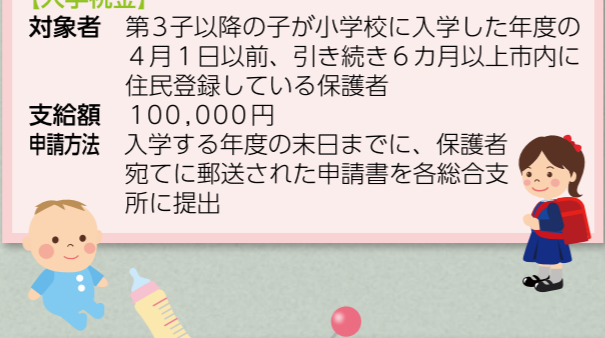 【入学祝金】
対象者 第3子以降の子が小学校に入学した年度の
４月１日以前、引き続き６カ月以上市内に
住民登録している保護者
支給額 １００,０００円
申請方法 入学する年度の末日までに、保護者
宛てに郵送された申請書を各総合支
所に提出